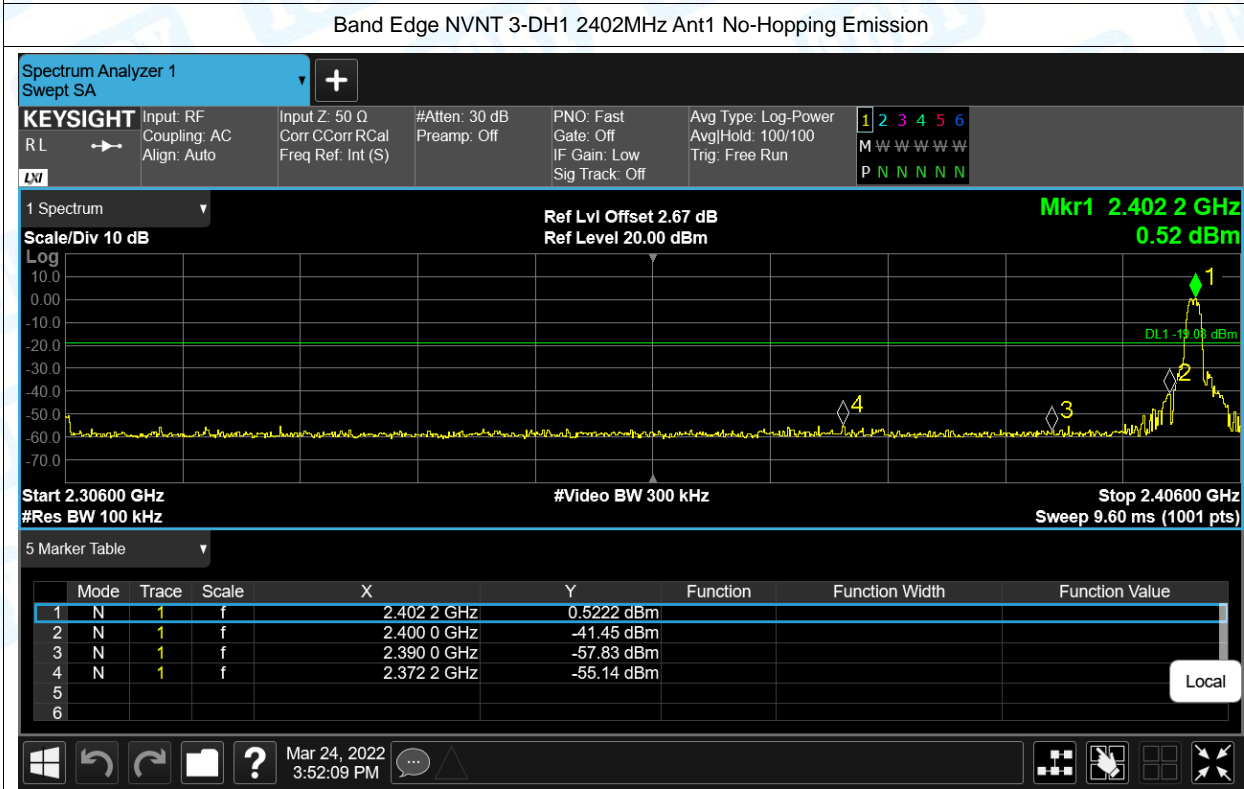 Band Edge NVNT 3-DH1 2402MHz Ant1 No-Hopping Emission
Spectrum Analyzer 1
Swept SA
+
KEYSIGHT Input: RF Input Z: 50 Ω #Atten: 30 dB PNO: Fast Avg Type: Log-Power 1 2 3 4 5 6
R L Coupling: AC Corr CCorr RCal Preamp: Off Gate: Off Avg|Hold: 100/100 M W W W W W
Align: Auto Freq Ref: Int (S) IF Gain: Low Trig: Free Run
LXI Sig Track: Off P N N N N N
1 Spectrum Ref Lvl Offset 2.67 dB Mkr1 2.402 2 GHz
Scale/Div 10 dB Ref Level 20.00 dBm 0.52 dBm
Log
10.0 1
0.00
-10.0
DL1 -19.08 dBm
-20.0
-30.0 2
-40.0
-50.0 4 3
-60.0
-70.0
Start 2.30600 GHz #Video BW 300 kHz Stop 2.40600 GHz
#Res BW 100 kHz Sweep 9.60 ms (1001 pts)
5 Marker Table
Mode Trace Scale X Y Function Function Width Function Value
1 N 1 f 2.402 2 GHz 0.5222 dBm
2 N 1 f 2.400 0 GHz -41.45 dBm
3 N 1 f 2.390 0 GHz -57.83 dBm
4 N 1 f 2.372 2 GHz -55.14 dBm
5
6
Local
? Mar 24, 2022
3:52:09 PM